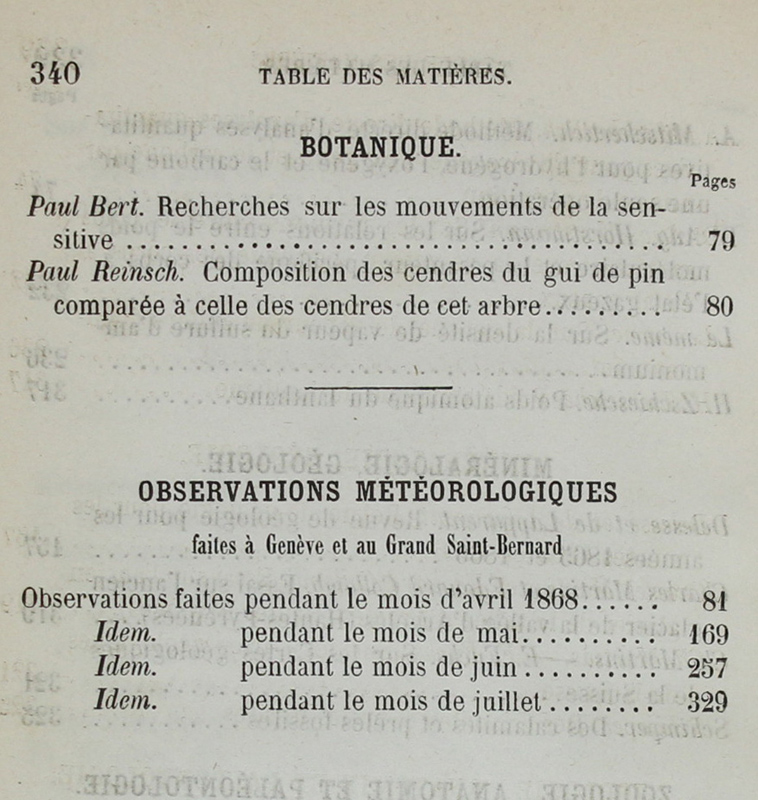 340
TABLE DES MATIÈRES.
BOTANIQUE.
Pages
Paul Bert. Recherches sur les mouvements de la sen-
sitive ..................................... 79
Paul Reinsch. Composition des cendres du gui de pin
comparée à celle des cendres de cet arbre......... 80
OBSERVATIONS MÉTÉOROLOGIQUES
faites à Genève et au Grand Saint-Bernard
Observations faites pendant le mois d'avril 1868...... 81
Idem. pendant le mois de mai........... 169
Idem. pendant le mois de juin........... 257
Idem. pendant le mois de juillet........ 329